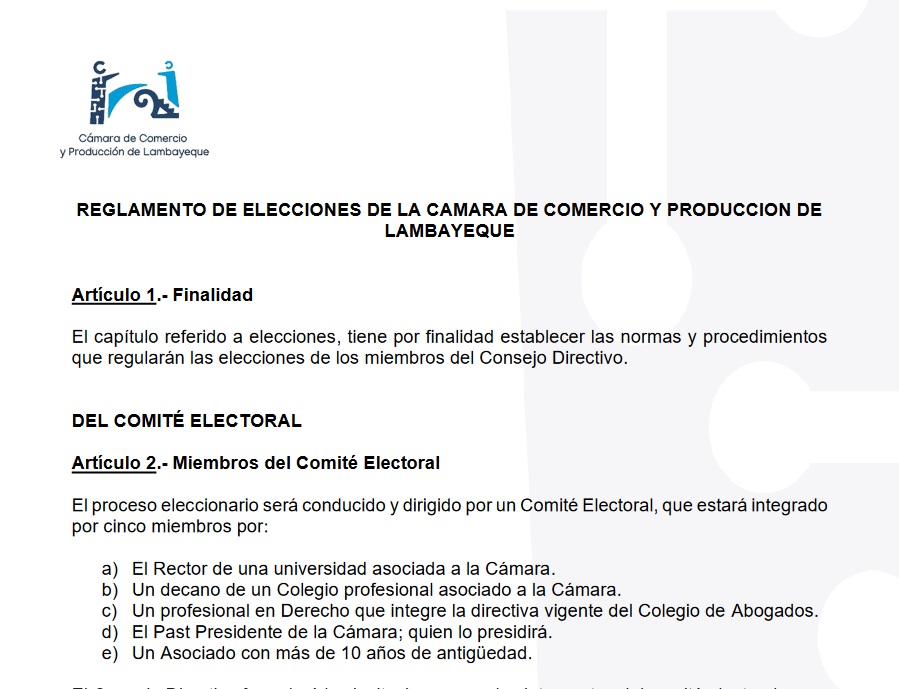 Cámara de Comercio
y Producción de Lambayeque
REGLAMENTO DE ELECCIONES DE LA CAMARA DE COMERCIO Y PRODUCCION DE
LAMBAYEQUE
Artículo 1.- Finalidad
El capítulo referido a elecciones, tiene por finalidad establecer las normas y procedimientos
que regularán las elecciones de los miembros del Consejo Directivo.
DEL COMITÉ ELECTORAL
Artículo 2.- Miembros del Comité Electoral
El proceso eleccionario será conducido y dirigido por un Comité Electoral, que estará integrado
por cinco miembros por:
a) El Rector de una universidad asociada a la Cámara.
b) Un decano de un Colegio profesional asociado a la Cámara.
c) Un profesional en Derecho que integre la directiva vigente del Colegio de Abogados.
d) El Past Presidente de la Cámara; quien lo presidirá.
e) Un Asociado con más de 10 años de antigüedad.